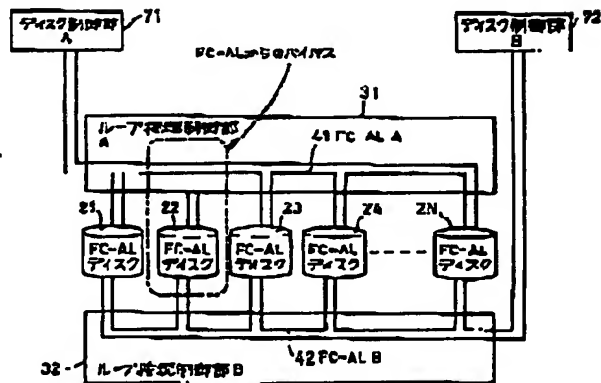 ディスク制御部
A
71
ディスク制御部
B
72
FC-ALからのバイパス
31
ループ接続制御部
A
41 FC-AL A
21
22
23
24
2N
FC-AL
ディスク
FC-AL
ディスク
FC-AL
ディスク
FC-AL
ディスク
FC-AL
ディスク
42 FC-AL B
32
ループ接続制御部B